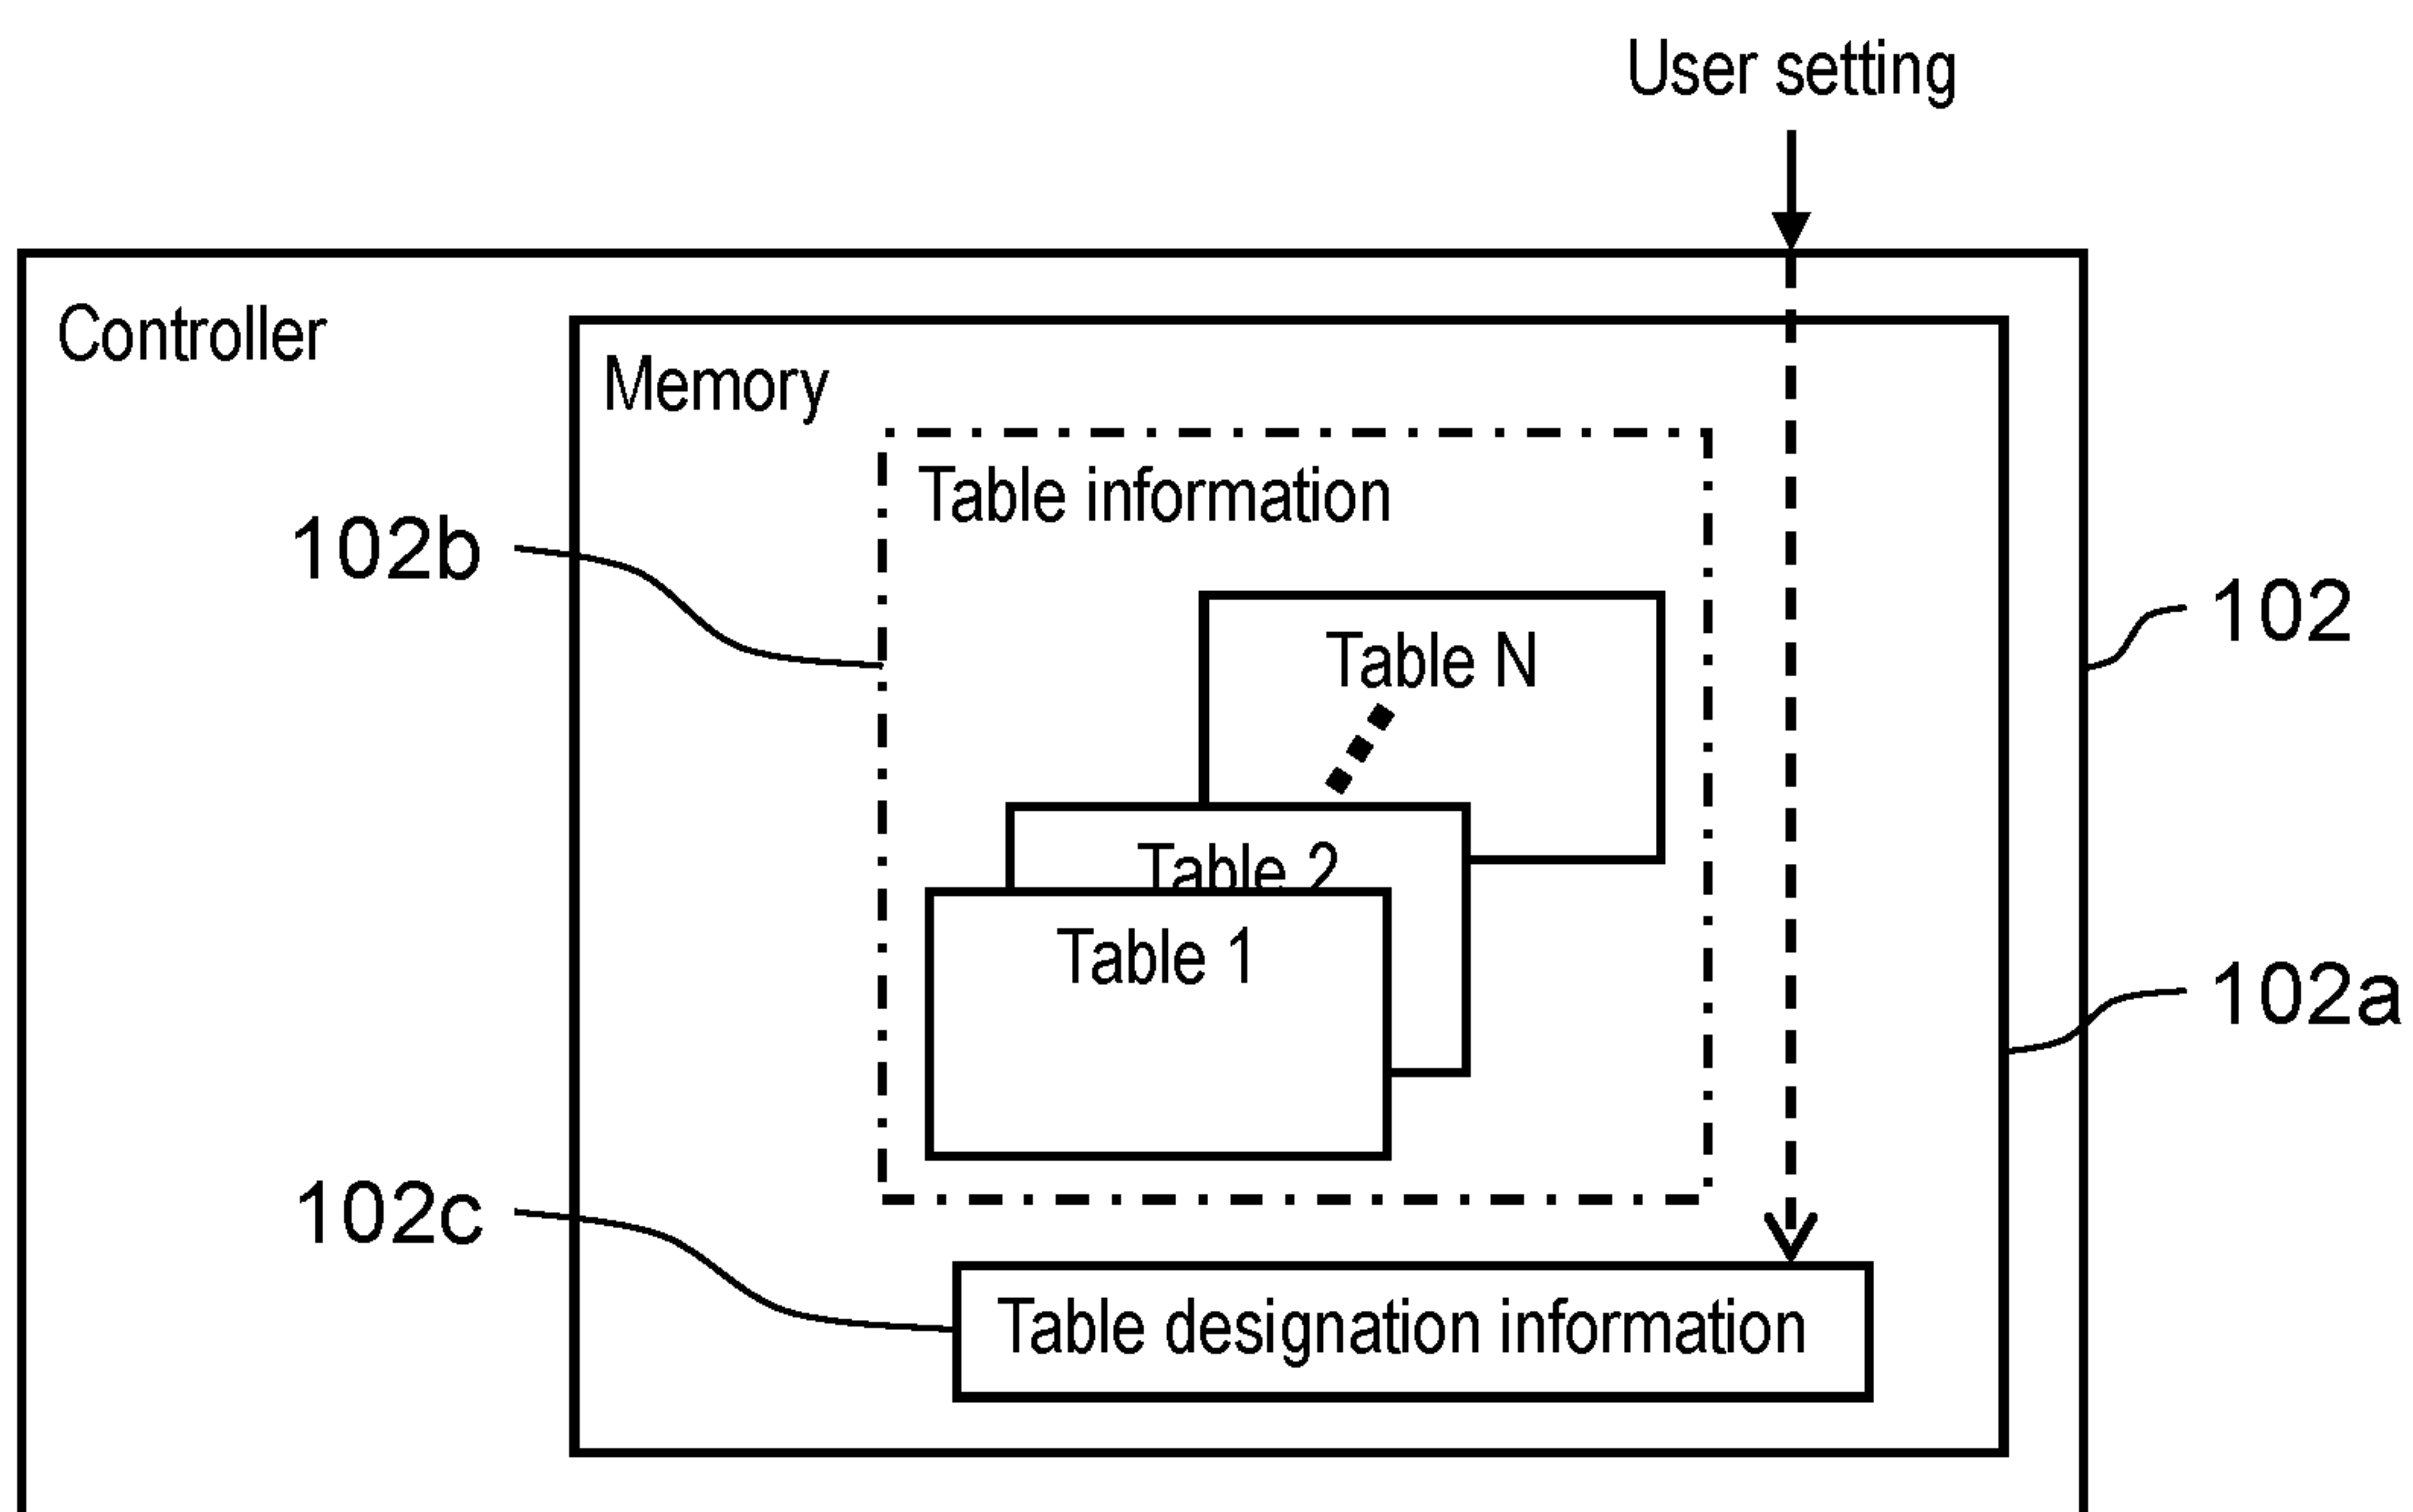 User setting
Controller
Memory
Table information
102b
102
Table N
Table 2
Table 1
102a
102c
Table designation information